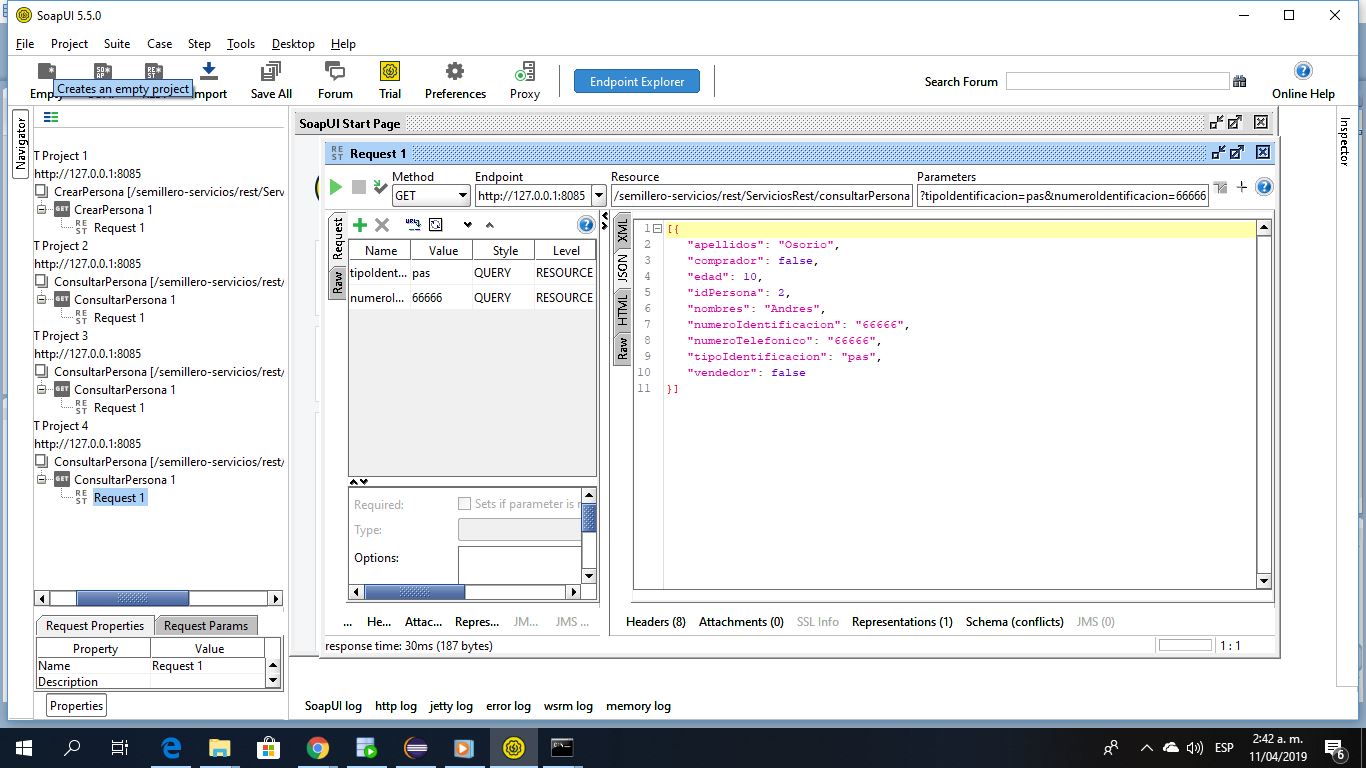 SoapUI 5.5.0
File Project Suite Case Step Tools Desktop Help
Creates an empty project
Save All Forum Trial Preferences Proxy
Endpoint Explorer
Search Forum
Online Help
Navigator
Inspector
T Project 1
http://127.0.0.1:8085
CrearPersona [/semillero-servicios/rest/Serv
GET CrearPersona 1
REST Request 1
T Project 2
http://127.0.0.1:8085
ConsultarPersona [/semillero-servicios/rest/
GET ConsultarPersona 1
REST Request 1
T Project 3
http://127.0.0.1:8085
ConsultarPersona [/semillero-servicios/rest/
GET ConsultarPersona 1
REST Request 1
T Project 4
http://127.0.0.1:8085
ConsultarPersona [/semillero-servicios/rest/
GET ConsultarPersona 1
REST Request 1
Request Properties Request Params
Property Value
Name Request 1
Description
Properties
SoapUI Start Page
REST Request 1
Method Endpoint Resource Parameters
GET http://127.0.0.1:8085 /semillero-servicios/rest/ServiciosRest/consultarPersona ?tipoIdentificacion=pas&numeroIdentificacion=66666
Request
Raw
Name Value Style Level
tipoIdent... pas QUERY RESOURCE
numeroI... 66666 QUERY RESOURCE
Required: Sets if parameter is r
Type:
Options:
... He... Attac... Repres... JM... JMS ...
XML
JSON
HTML
Raw
1 [{
2 "apellidos": "Osorio",
3 "comprador": false,
4 "edad": 10,
5 "idPersona": 2,
6 "nombres": "Andres",
7 "numeroIdentificacion": "66666",
8 "numeroTelefonico": "66666",
9 "tipoIdentificacion": "pas",
10 "vendedor": false
11 }]
Headers (8) Attachments (0) SSL Info Representations (1) Schema (conflicts) JMS (0)
response time: 30ms (187 bytes)
1 : 1
SoapUI log http log jetty log error log wsrm log memory log
ESP
2:42 a. m.
11/04/2019
6